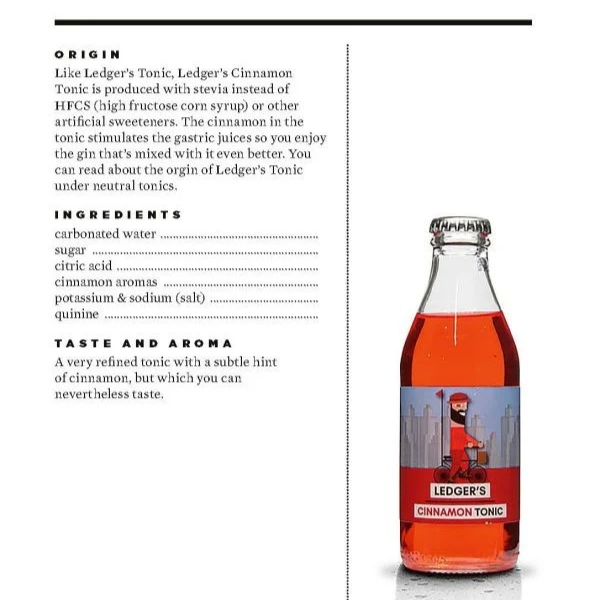 ORIGIN
Like Ledger's Tonic, Ledger's Cinnamon
Tonic is produced with stevia instead of
HFCS (high fructose corn syrup) or other
artificial sweeteners. The cinnamon in the
tonic stimulates the gastric juices so you enjoy
the gin that's mixed with it even better. You
can read about the orgin of Ledger's Tonic
under neutral tonics.
INGREDIENTS
carbonated water
sugar
citric acid
cinnamon aromas
potassium & sodium (salt)
quinine
TASTE AND AROMA
A very refined tonic with a subtle hint
of cinnamon, but which you can
nevertheless taste.
LEDGER'S
CINNAMON TONIC